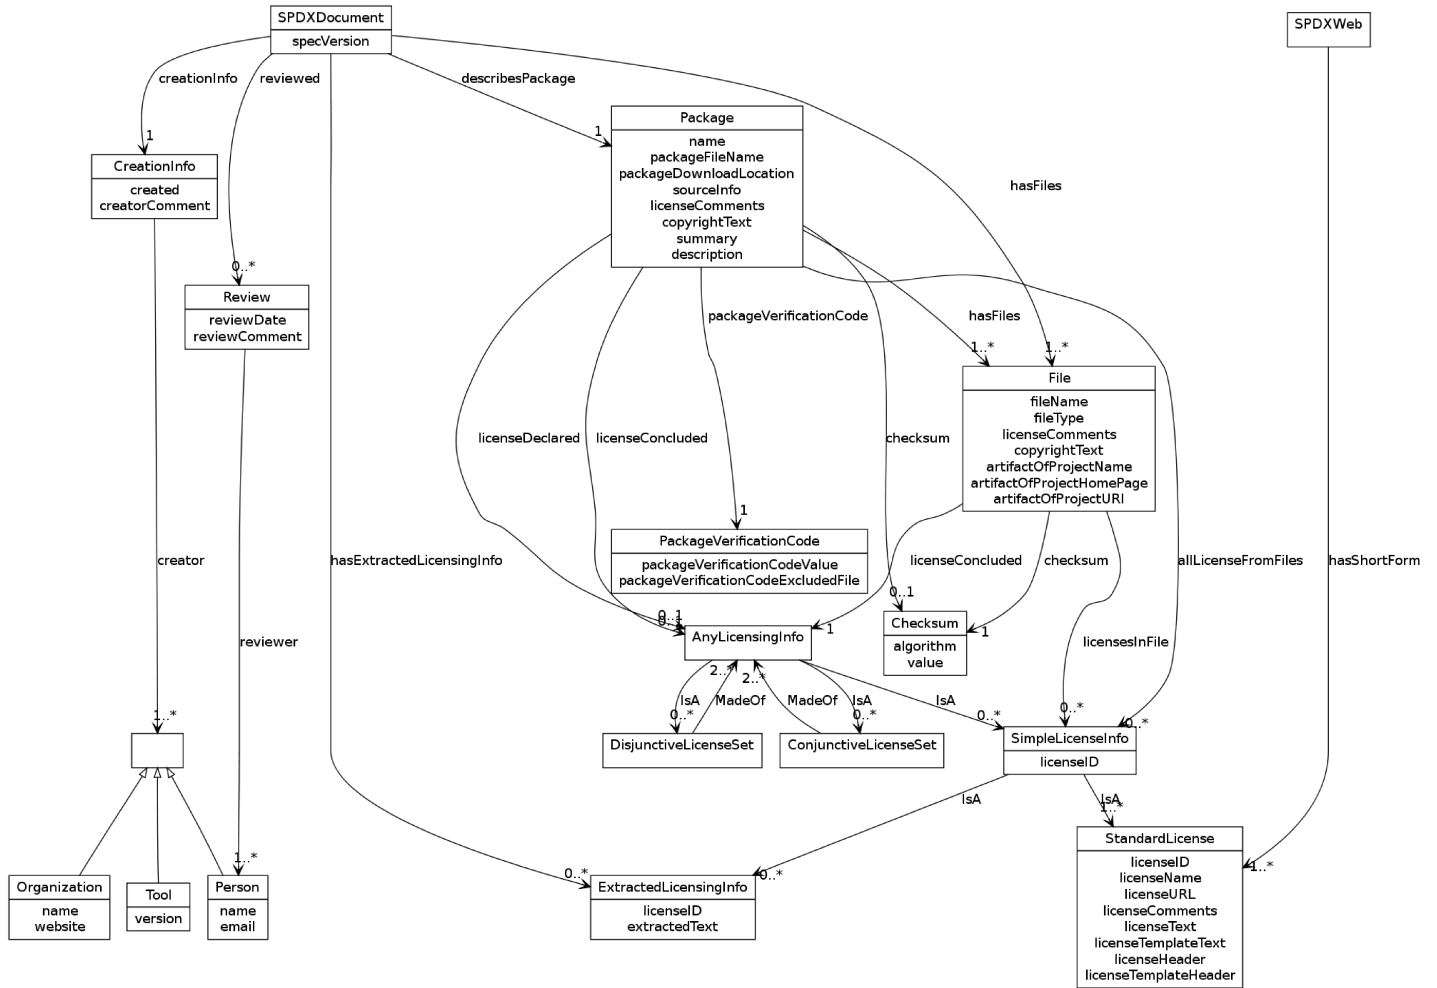 SPDXDocument
specVersion
SPDXWeb
creationInfo
reviewed
describesPackage
1
1
Package
name
packageFileName
packageDownloadLocation
sourceInfo
licenseComments
copyrightText
summary
description
CreationInfo
created
creatorComment
hasFiles
0..*
Review
reviewDate
reviewComment
packageVerificationCode
hasFiles
1..*
1..*
File
fileName
fileType
licenseComments
copyrightText
artifactOfProjectName
artifactOfProjectHomePage
artifactOfProjectURI
licenseDeclared
licenseConcluded
checksum
1
PackageVerificationCode
packageVerificationCodeValue
packageVerificationCodeExcludedFile
creator
hasExtractedLicensingInfo
licenseConcluded
checksum
allLicenseFromFiles
hasShortForm
0..1
0..1
Checksum
algorithm
value
1
1
AnyLicensingInfo
reviewer
licensesInFile
2..*
2..*
IsA
MadeOf
MadeOf
IsA
IsA
0..*
0..*
0..*
0..*
0..*
1..*
DisjunctiveLicenseSet
ConjunctiveLicenseSet
SimpleLicenseInfo
licenseID
IsA
IsA
1..*
StandardLicense
licenseID
licenseName
licenseURL
licenseComments
licenseText
licenseTemplateText
licenseHeader
licenseTemplateHeader
1..*
1..*
0..*
0..*
Organization
name
website
Tool
version
Person
name
email
ExtractedLicensingInfo
licenseID
extractedText